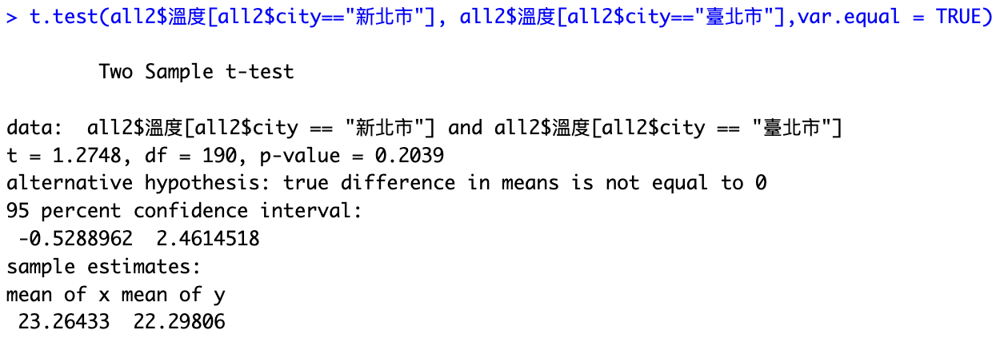 > t.test(all2$溫度[all2$city=="新北市"], all2$溫度[all2$city=="臺北市"],var.equal = TRUE)
Two Sample t-test
data:  all2$溫度[all2$city == "新北市"] and all2$溫度[all2$city == "臺北市"]
t = 1.2748, df = 190, p-value = 0.2039
alternative hypothesis: true difference in means is not equal to 0
95 percent confidence interval:
-0.5288962  2.4614518
sample estimates:
mean of x mean of y
23.26433  22.29806